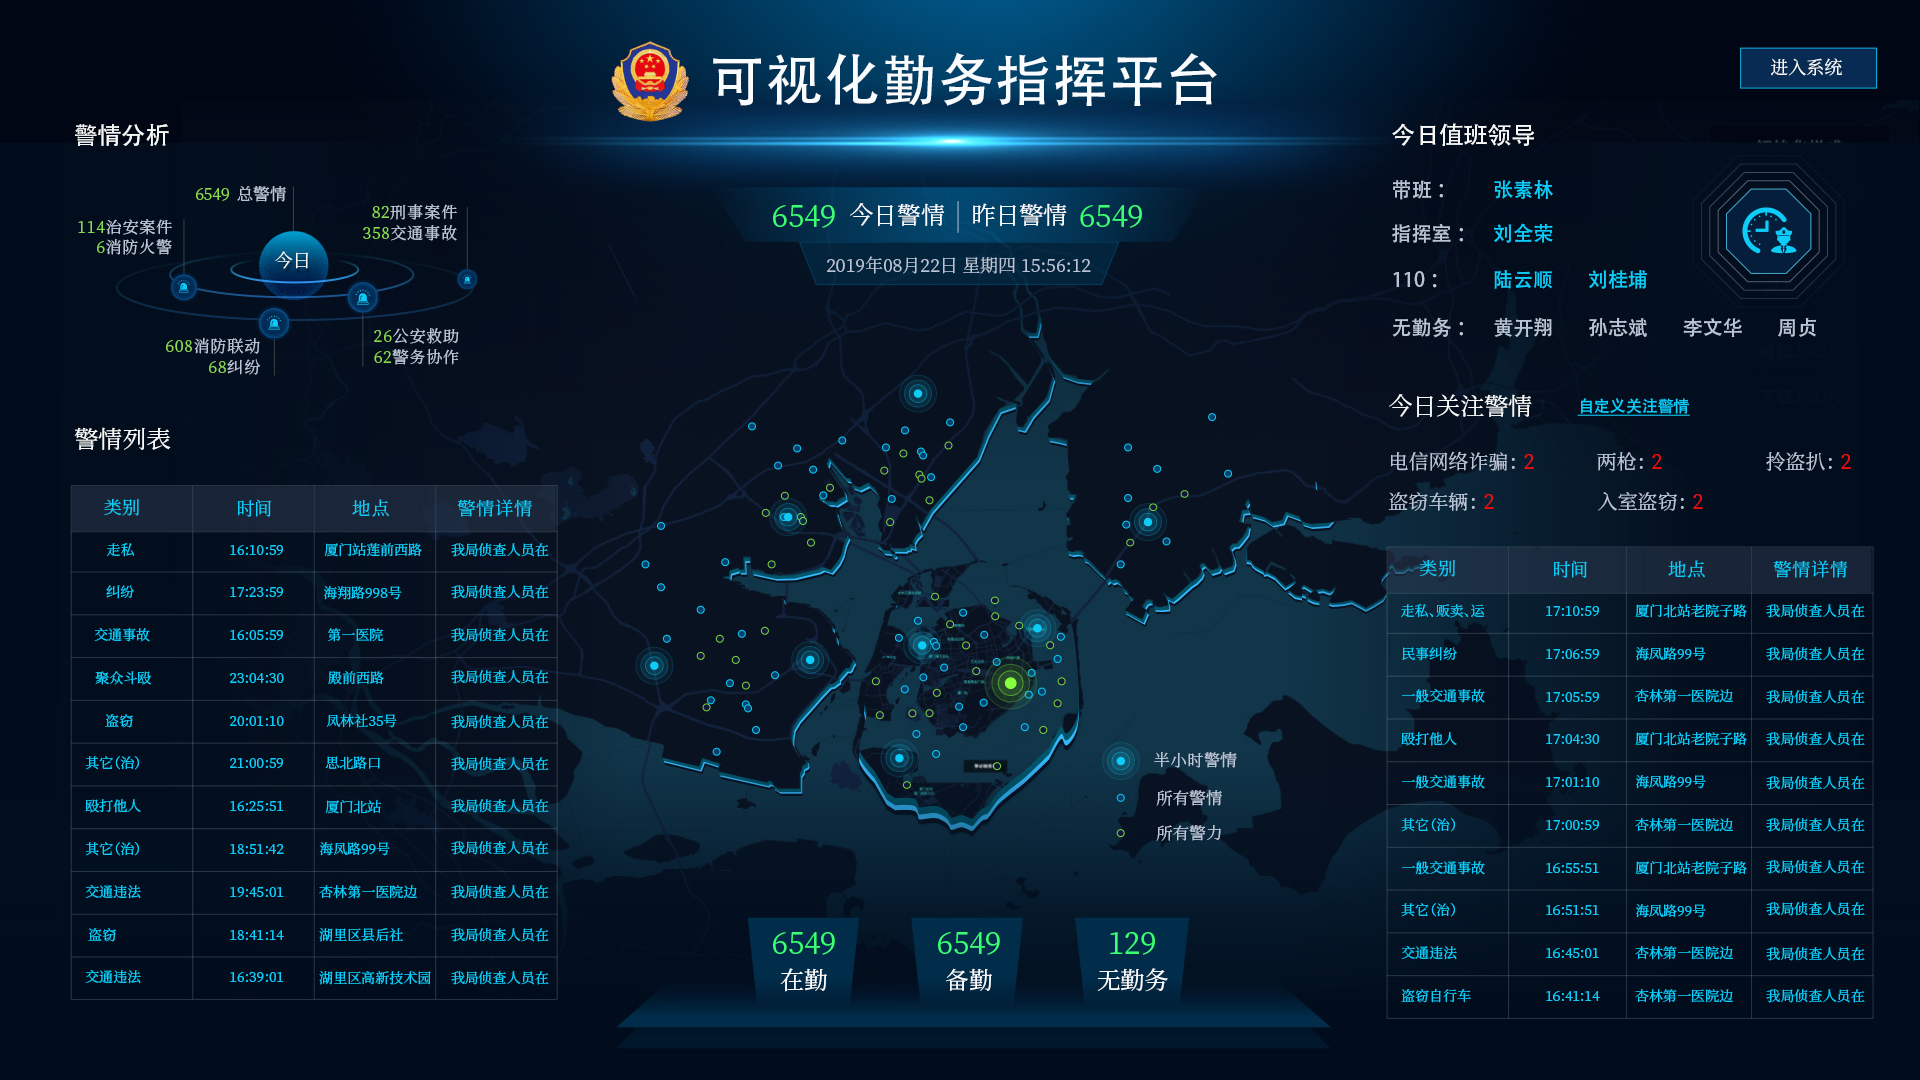 可视化勤务指挥平台
进入系统
警情分析
6549 总警情
114治安案件
6消防火警
82刑事案件
358交通事故
今日
608消防联动
68纠纷
26公安救助
62警务协作
6549 今日警情 | 昨日警情 6549
2019年08月22日 星期四 15:56:12
今日值班领导
带班： 张素林
指挥室： 刘全荣
110： 陆云顺 刘桂埔
无勤务： 黄开翔 孙志斌 李文华 周贞
今日关注警情 自定义关注警情
电信网络诈骗: 2 两枪: 2 拎盗扒: 2
盗窃车辆: 2 入室盗窃: 2
警情列表
类别 时间 地点 警情详情
走私 16:10:59 厦门站莲前西路 我局侦查人员在
纠纷 17:23:59 海翔路998号 我局侦查人员在
交通事故 16:05:59 第一医院 我局侦查人员在
聚众斗殴 23:04:30 殿前西路 我局侦查人员在
盗窃 20:01:10 凤林社35号 我局侦查人员在
其它(治) 21:00:59 思北路口 我局侦查人员在
殴打他人 16:25:51 厦门北站 我局侦查人员在
其它(治) 18:51:42 海凤路99号 我局侦查人员在
交通违法 19:45:01 杏林第一医院边 我局侦查人员在
盗窃 18:41:14 湖里区县后社 我局侦查人员在
交通违法 16:39:01 湖里区高新技术园 我局侦查人员在
类别 时间 地点 警情详情
走私、贩卖、运 17:10:59 厦门北站老院子路 我局侦查人员在
民事纠纷 17:06:59 海凤路99号 我局侦查人员在
一般交通事故 17:05:59 杏林第一医院边 我局侦查人员在
殴打他人 17:04:30 厦门北站老院子路 我局侦查人员在
一般交通事故 17:01:10 海凤路99号 我局侦查人员在
其它(治) 17:00:59 杏林第一医院边 我局侦查人员在
一般交通事故 16:55:51 厦门北站老院子路 我局侦查人员在
其它(治) 16:51:51 海凤路99号 我局侦查人员在
交通违法 16:45:01 杏林第一医院边 我局侦查人员在
盗窃自行车 16:41:14 杏林第一医院边 我局侦查人员在
半小时警情
所有警情
所有警力
6549
在勤
6549
备勤
129
无勤务